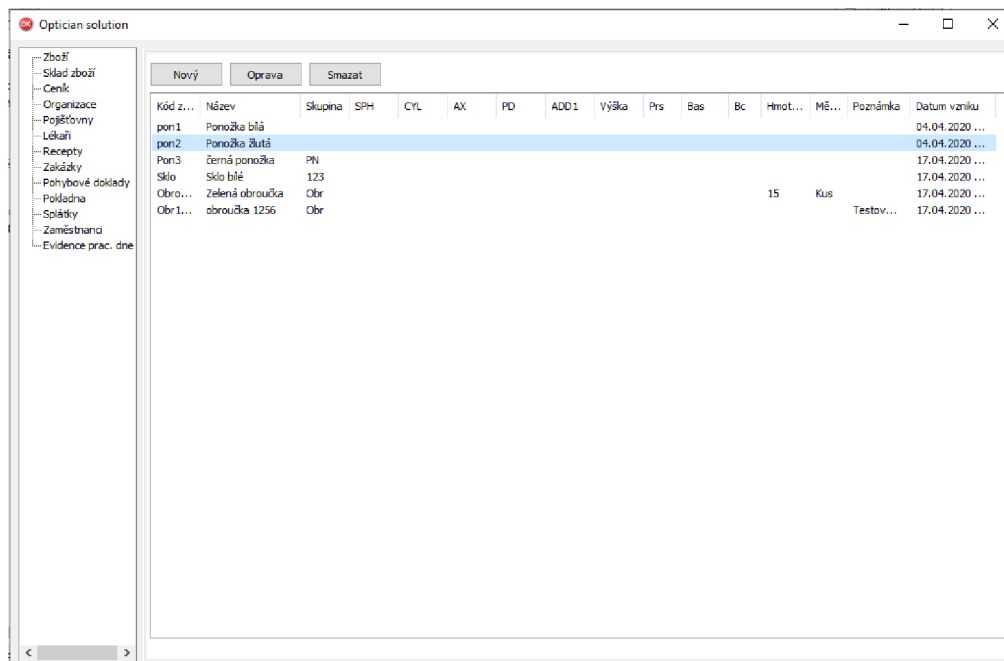 Optician solution
Zboží
Sklad zboží
Ceník
Organizace
Pojišťovny
Lékaři
Recepty
Zakázky
Pohybové doklady
Pokladna
Splátky
Zaměstnanci
Evidence prac. dne
Nový Oprava Smazat
Kód z... Název Skupina SPH CYL AX PD ADD1 Výška Prs Bas Bc Hmot... Mě... Poznámka Datum vzniku
pon1 Ponožka bílá 04.04.2020 ...
pon2 Ponožka žlutá 04.04.2020 ...
Pon3 černá ponožka PN 17.04.2020 ...
Sklo Sklo bílé 123 17.04.2020 ...
Obro... Zelená obroučka Obr 15 Kus 17.04.2020 ...
Obr1... obroučka 1256 Obr Testov... 17.04.2020 ...